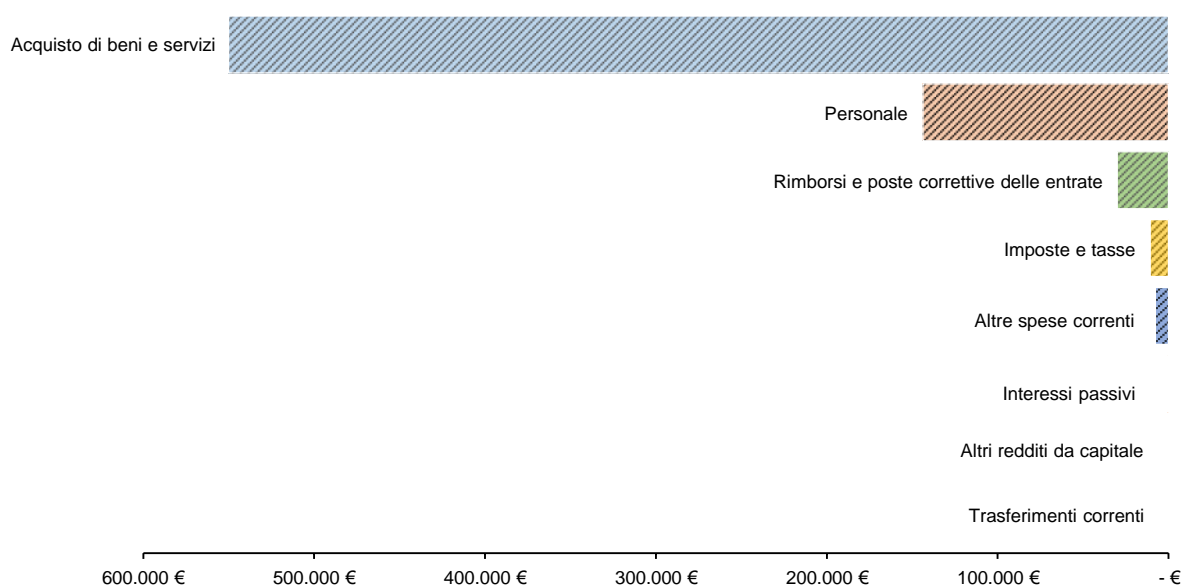 Acquisto di beni e servizi
Personale
Rimborsi e poste correttive delle entrate
Imposte e tasse
Altre spese correnti
Interessi passivi
Altri redditi da capitale
Trasferimenti correnti
600.000 € 500.000 € 400.000 € 300.000 € 200.000 € 100.000 € - €